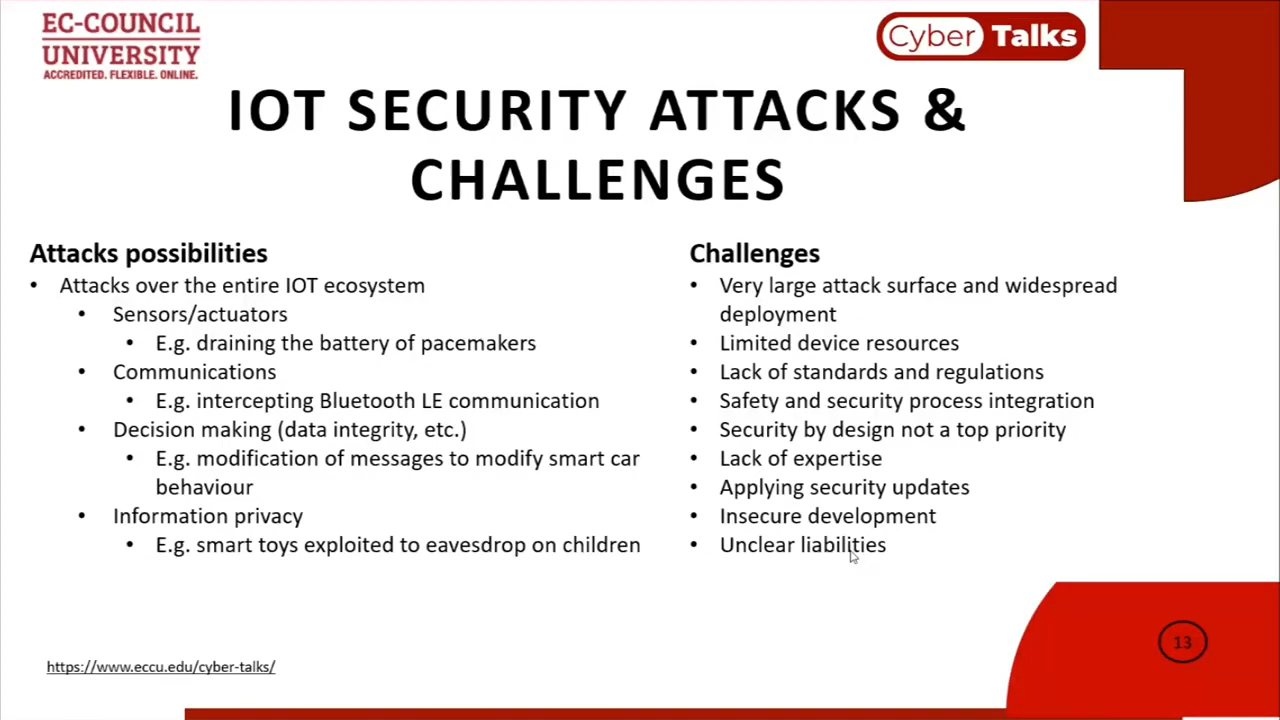 EC-COUNCIL
UNIVERSITY
ACCREDITED. FLEXIBLE. ONLINE.
Cyber Talks
IOT SECURITY ATTACKS &
CHALLENGES
Attacks possibilities
• Attacks over the entire IOT ecosystem
• Sensors/actuators
• E.g. draining the battery of pacemakers
• Communications
• E.g. intercepting Bluetooth LE communication
• Decision making (data integrity, etc.)
• E.g. modification of messages to modify smart car
behaviour
• Information privacy
• E.g. smart toys exploited to eavesdrop on children
Challenges
• Very large attack surface and widespread
deployment
• Limited device resources
• Lack of standards and regulations
• Safety and security process integration
• Security by design not a top priority
• Lack of expertise
• Applying security updates
• Insecure development
• Unclear liabilities
https://www.eccu.edu/cyber-talks/
13